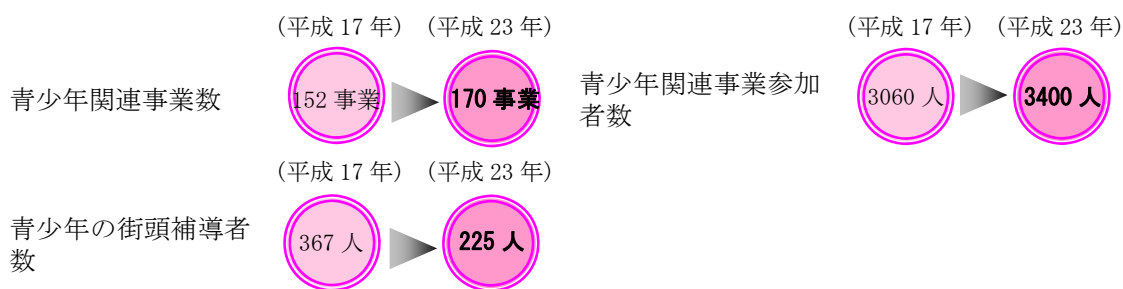 (平成 17 年) (平成 23 年)
青少年関連事業数
152 事業
170 事業
(平成 17 年) (平成 23 年)
青少年関連事業参加
者数
3060 人
3400 人
(平成 17 年) (平成 23 年)
青少年の街頭補導者
数
367 人
225 人